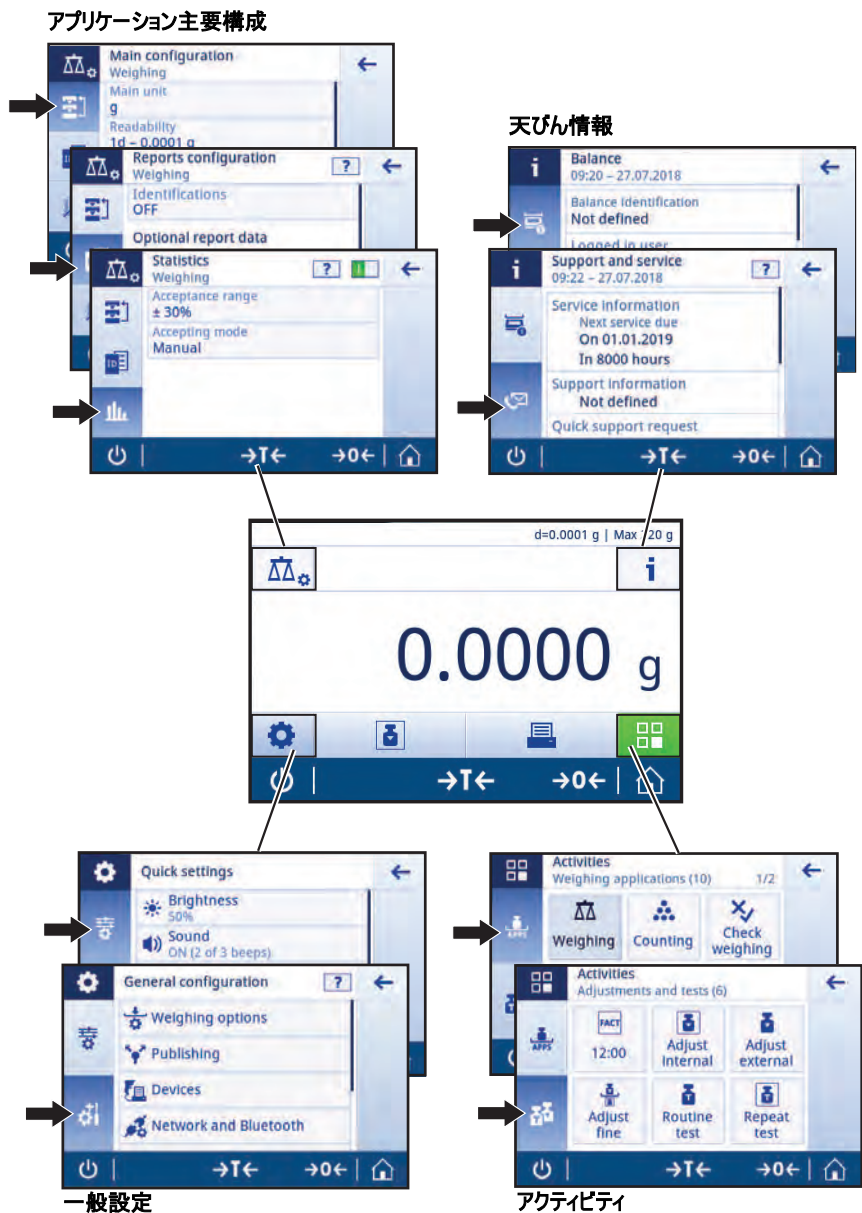 アプリケーション主要構成
Main configuration
Weighing
Main unit
g
Readability
1d – 0.0001 g
Reports configuration
Weighing
?
Identifications
OFF
Optional report data
Statistics
Weighing
?
Acceptance range
± 30%
Accepting mode
Manual
ID
→T←
→0←
天びん情報
i
Balance
09:20 – 27.07.2018
Balance identification
Not defined
Logged in user
i
Support and service
09:22 – 27.07.2018
?
Service information
Next service due
On 01.01.2019
In 8000 hours
Support information
Not defined
Quick support request
→T←
→0←
d=0.0001 g | Max 120 g
i
0.0000 g
→T←
→0←
Quick settings
Brightness
50%
Sound
ON (2 of 3 beeps)
General configuration
?
Weighing options
Publishing
Devices
Network and Bluetooth
→T←
→0←
一般設定
Activities
Weighing applications (10)
1/2
APPS
Weighing
Counting
Check
weighing
Activities
Adjustments and tests (6)
APPS
FACT
12:00
Adjust
internal
Adjust
external
Adjust
fine
Routine
test
Repeat
test
→T←
→0←
アクティビティ